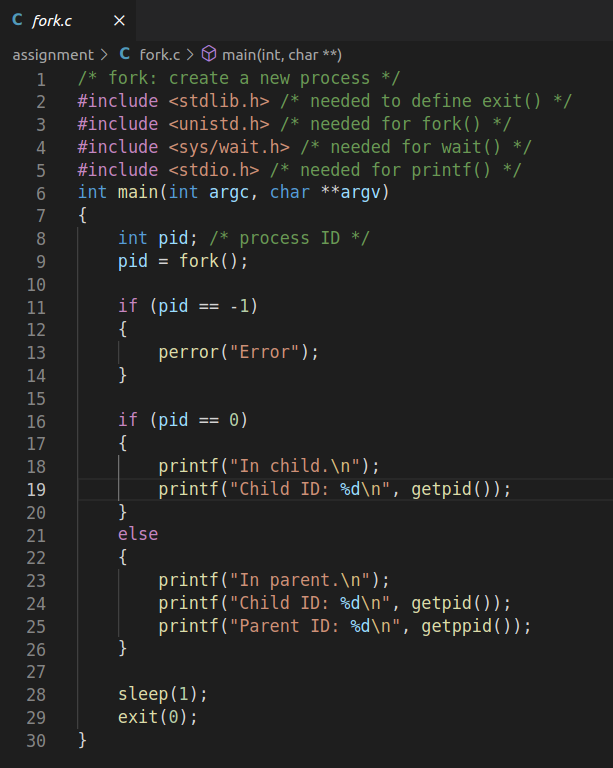 C fork.c ×
assignment > C fork.c > main(int, char **)
1 /* fork: create a new process */
2 #include <stdlib.h> /* needed to define exit() */
3 #include <unistd.h> /* needed for fork() */
4 #include <sys/wait.h> /* needed for wait() */
5 #include <stdio.h> /* needed for printf() */
6 int main(int argc, char **argv)
7 {
8     int pid; /* process ID */
9     pid = fork();
10
11     if (pid == -1)
12     {
13         perror("Error");
14     }
15
16     if (pid == 0)
17     {
18         printf("In child.\n");
19         printf("Child ID: %d\n", getpid());
20     }
21     else
22     {
23         printf("In parent.\n");
24         printf("Child ID: %d\n", getpid());
25         printf("Parent ID: %d\n", getppid());
26     }
27
28     sleep(1);
29     exit(0);
30 }